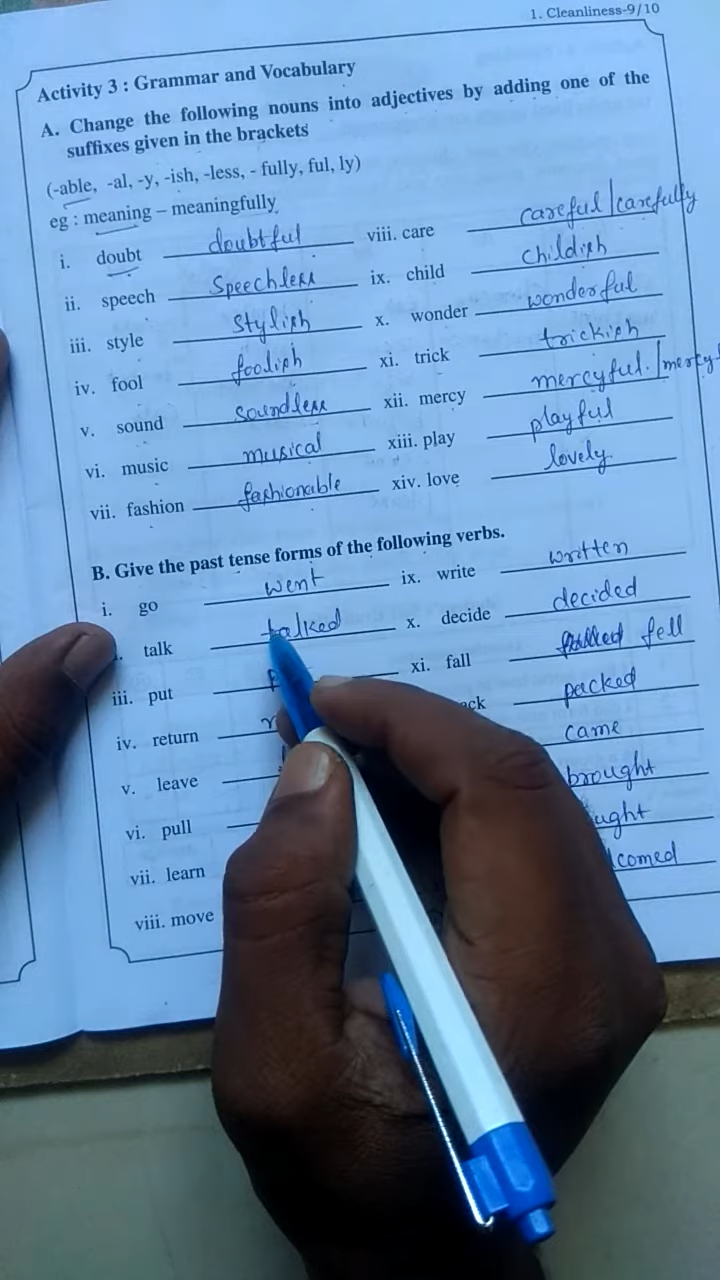 1. Cleanliness-9/10
Activity 3 : Grammar and Vocabulary
A. Change the following nouns into adjectives by adding one of the
suffixes given in the brackets
(-able, -al, -y, -ish, -less, - fully, ful, ly)
eg : meaning – meaningfully
i. doubt doubtful
ii. speech Speechless
iii. style Stylish
iv. fool foolish
v. sound soundless
vi. music musical
vii. fashion fashionable
viii. care careful/carefully
ix. child childish
x. wonder wonderful
xi. trick trickish
xii. mercy mercyful./mercy
xiii. play playful
xiv. love lovely.
B. Give the past tense forms of the following verbs.
i. go went
talk talked
iii. put
iv. return
v. leave
vi. pull
vii. learn
viii. move
ix. write written
x. decide decided
xi. fall fell
ack packed
came
brought
ught
comed